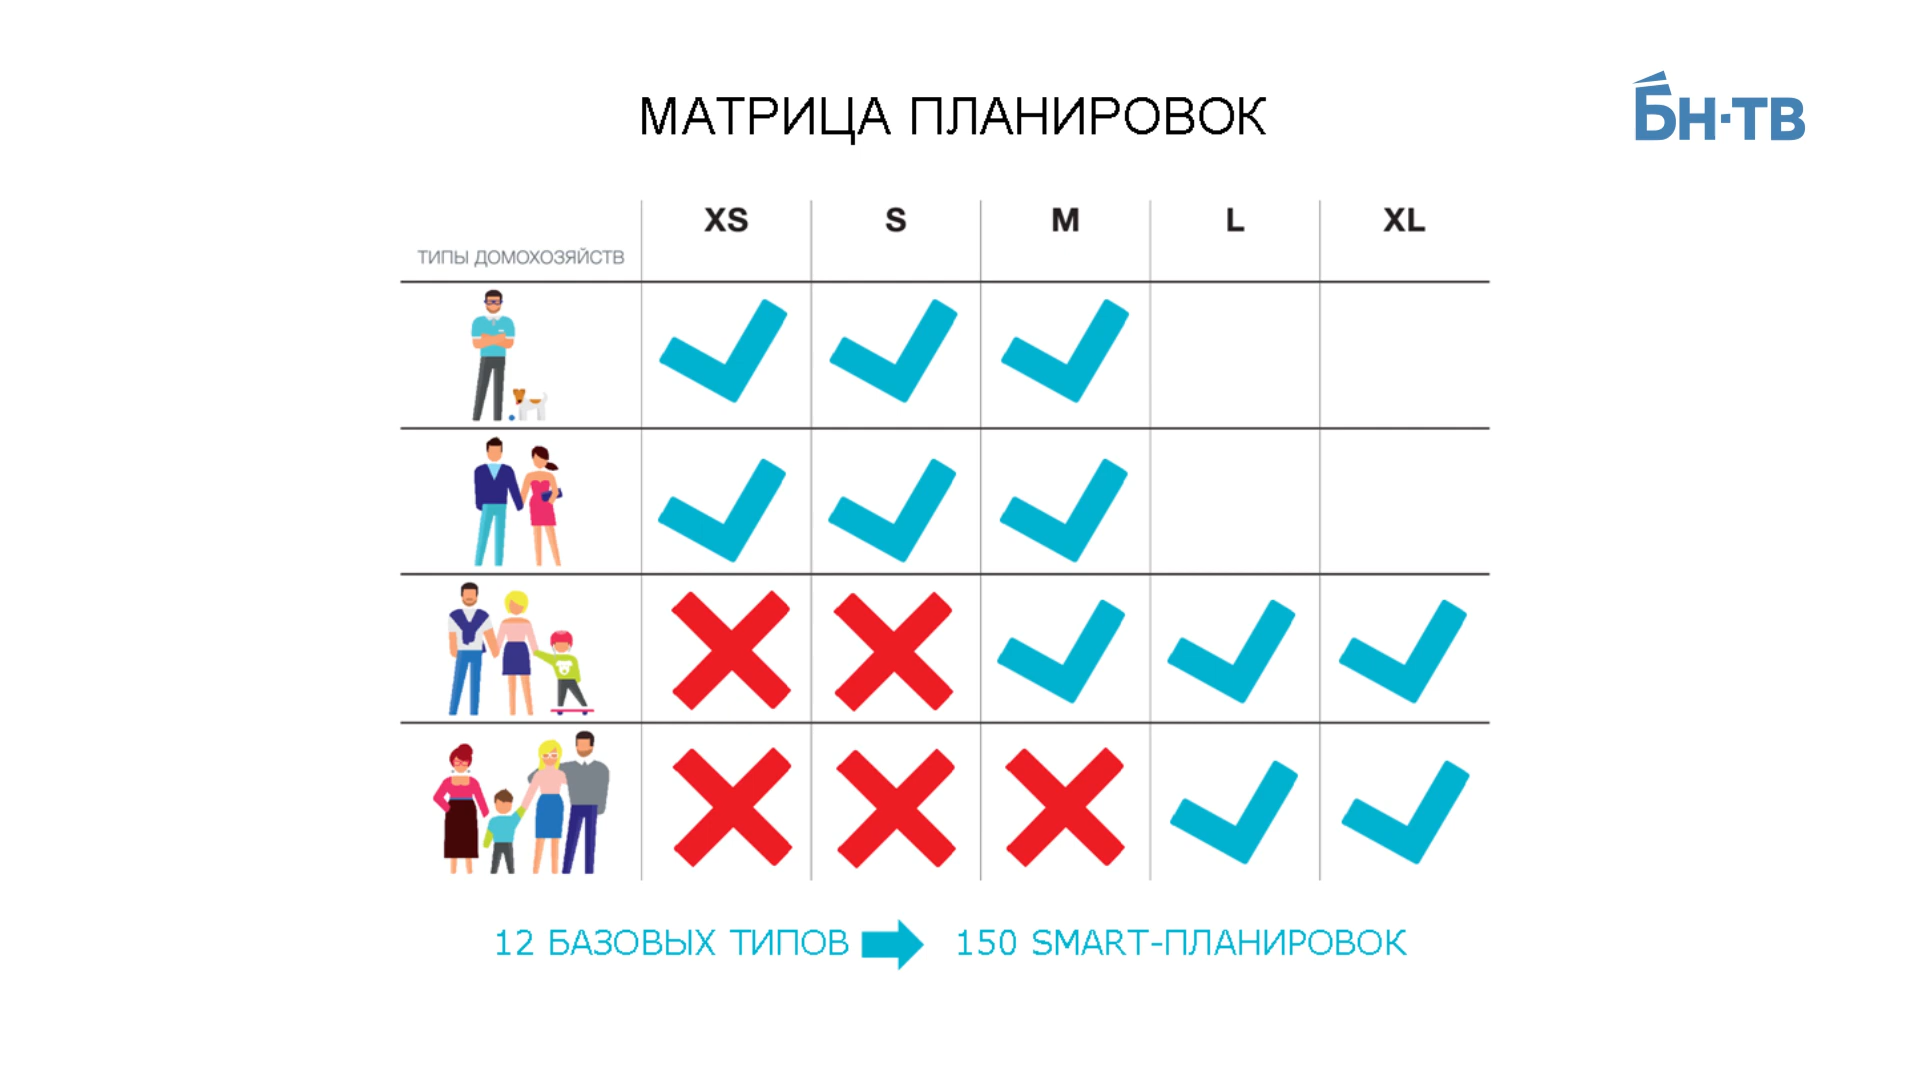 МАТРИЦА ПЛАНИРОВОК
БН·ТВ
XS S M L XL
ТИПЫ ДОМОХОЗЯЙСТВ
12 БАЗОВЫХ ТИПОВ 150 SMART-ПЛАНИРОВОК